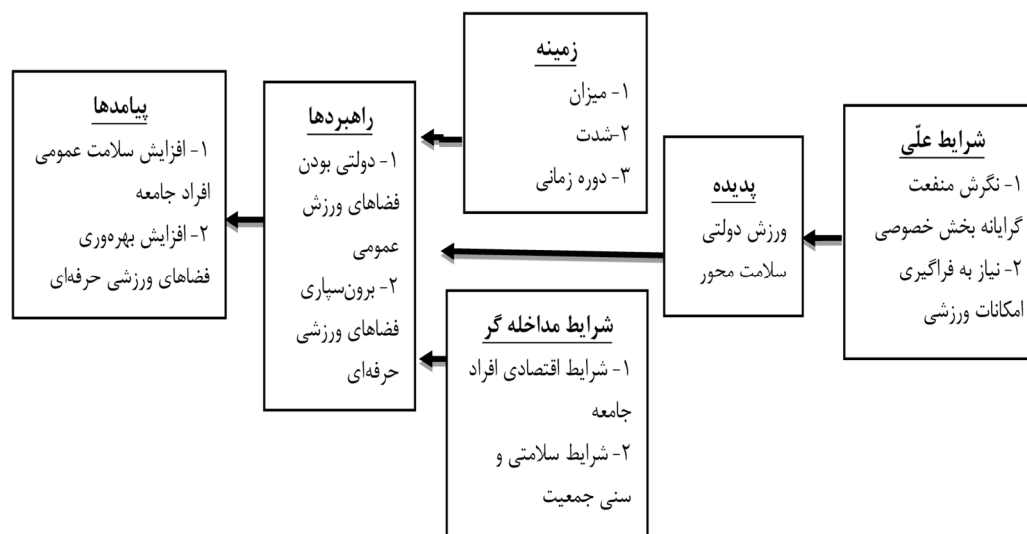 شرایط علّی
۱- نگرش منفعت
گرایانه بخش خصوصی
۲- نیاز به فراگیری
امکانات ورزشی
پدیده
ورزش دولتی
سلامت محور
زمینه
۱- میزان
۲-شدت
۳- دوره زمانی
شرایط مداخله گر
۱- شرایط اقتصادی افراد
جامعه
۲- شرایط سلامتی و
سنی جمعیت
راهبردها
۱- دولتی بودن
فضاهای ورزش
عمومی
۲- برون‌سپاری
فضاهای ورزشی
حرفه‌ای
پیامدها
۱- افزایش سلامت عمومی
افراد جامعه
۲- افزایش بهره‌وری
فضاهای ورزشی حرفه‌ای